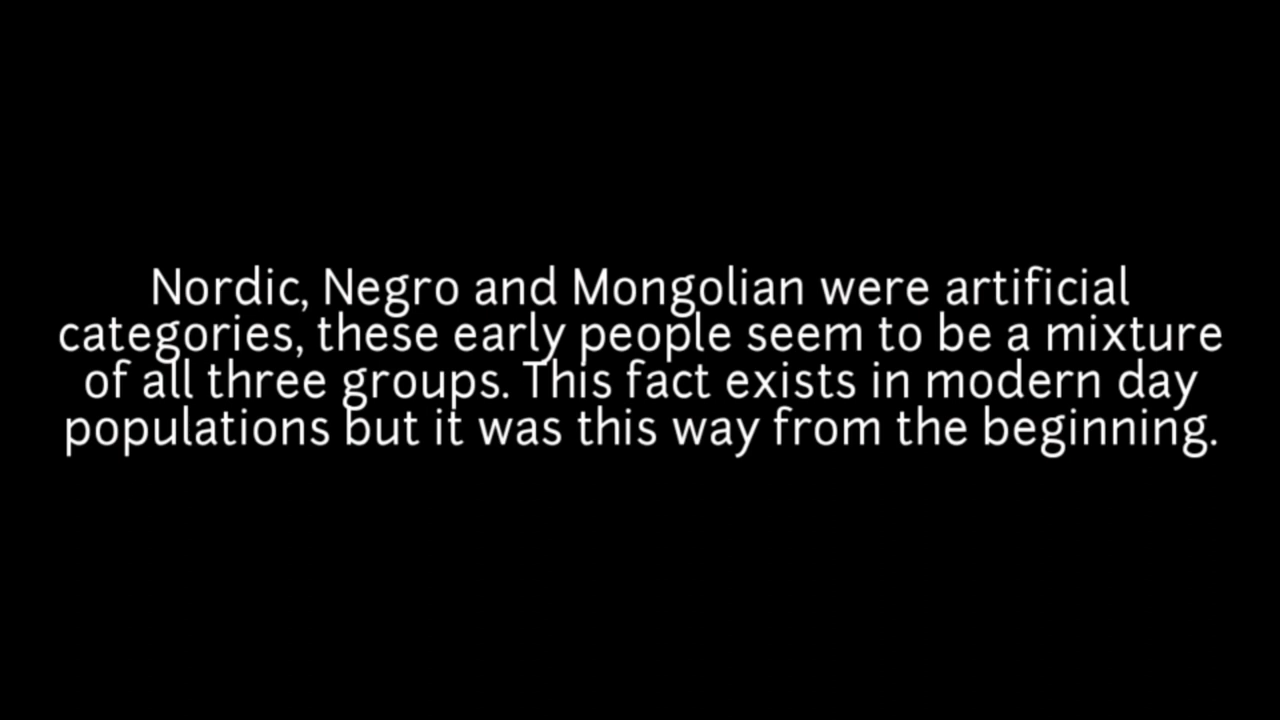 Nordic, Negro and Mongolian were artificial
categories, these early people seem to be a mixture
of all three groups. This fact exists in modern day
populations but it was this way from the beginning.